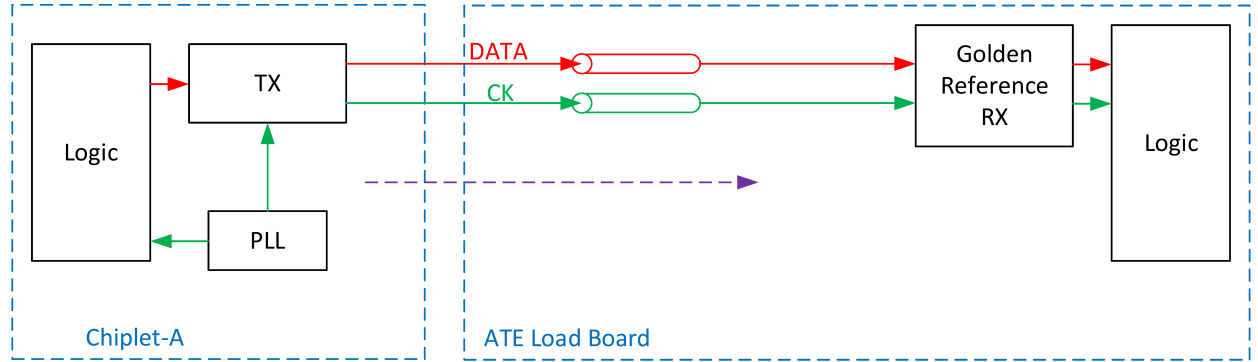 DATA
CK
Logic
TX
PLL
Chiplet-A
Golden
Reference
RX
Logic
ATE Load Board